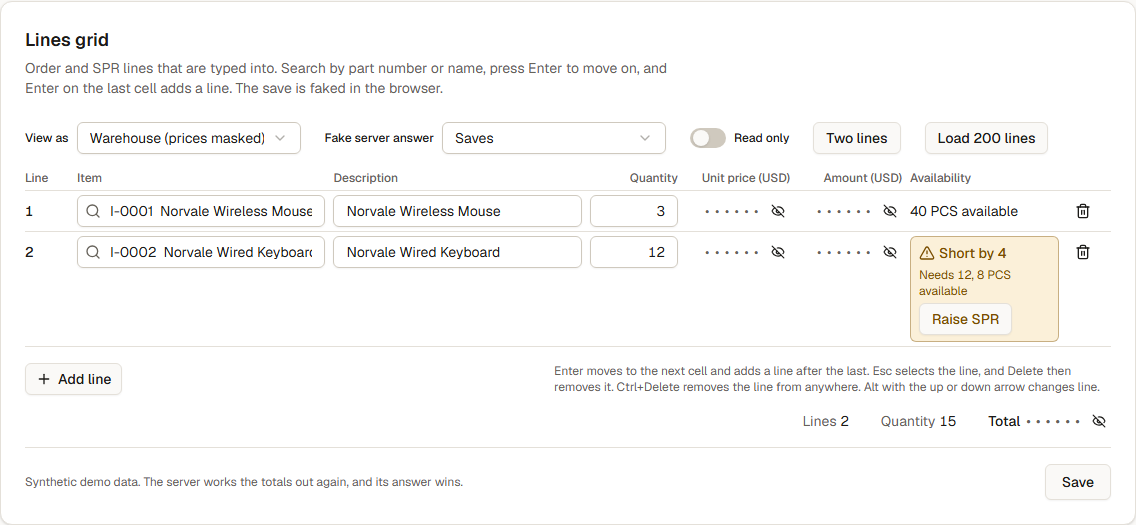 Lines grid
Order and SPR lines that are typed into. Search by part number or name, press Enter to move on, and
Enter on the last cell adds a line. The save is faked in the browser.
View as Warehouse (prices masked) Fake server answer Saves Read only Two lines Load 200 lines
Line Item Description Quantity Unit price (USD) Amount (USD) Availability
1 I-0001 Norvale Wireless Mouse Norvale Wireless Mouse 3 •••••• •••••• 40 PCS available
2 I-0002 Norvale Wired Keyboard Norvale Wired Keyboard 12 •••••• •••••• Short by 4
Needs 12, 8 PCS
available
Raise SPR
Add line
Enter moves to the next cell and adds a line after the last. Esc selects the line, and Delete then
removes it. Ctrl+Delete removes the line from anywhere. Alt with the up or down arrow changes line.
Lines 2 Quantity 15 Total ••••••
Synthetic demo data. The server works the totals out again, and its answer wins.
Save